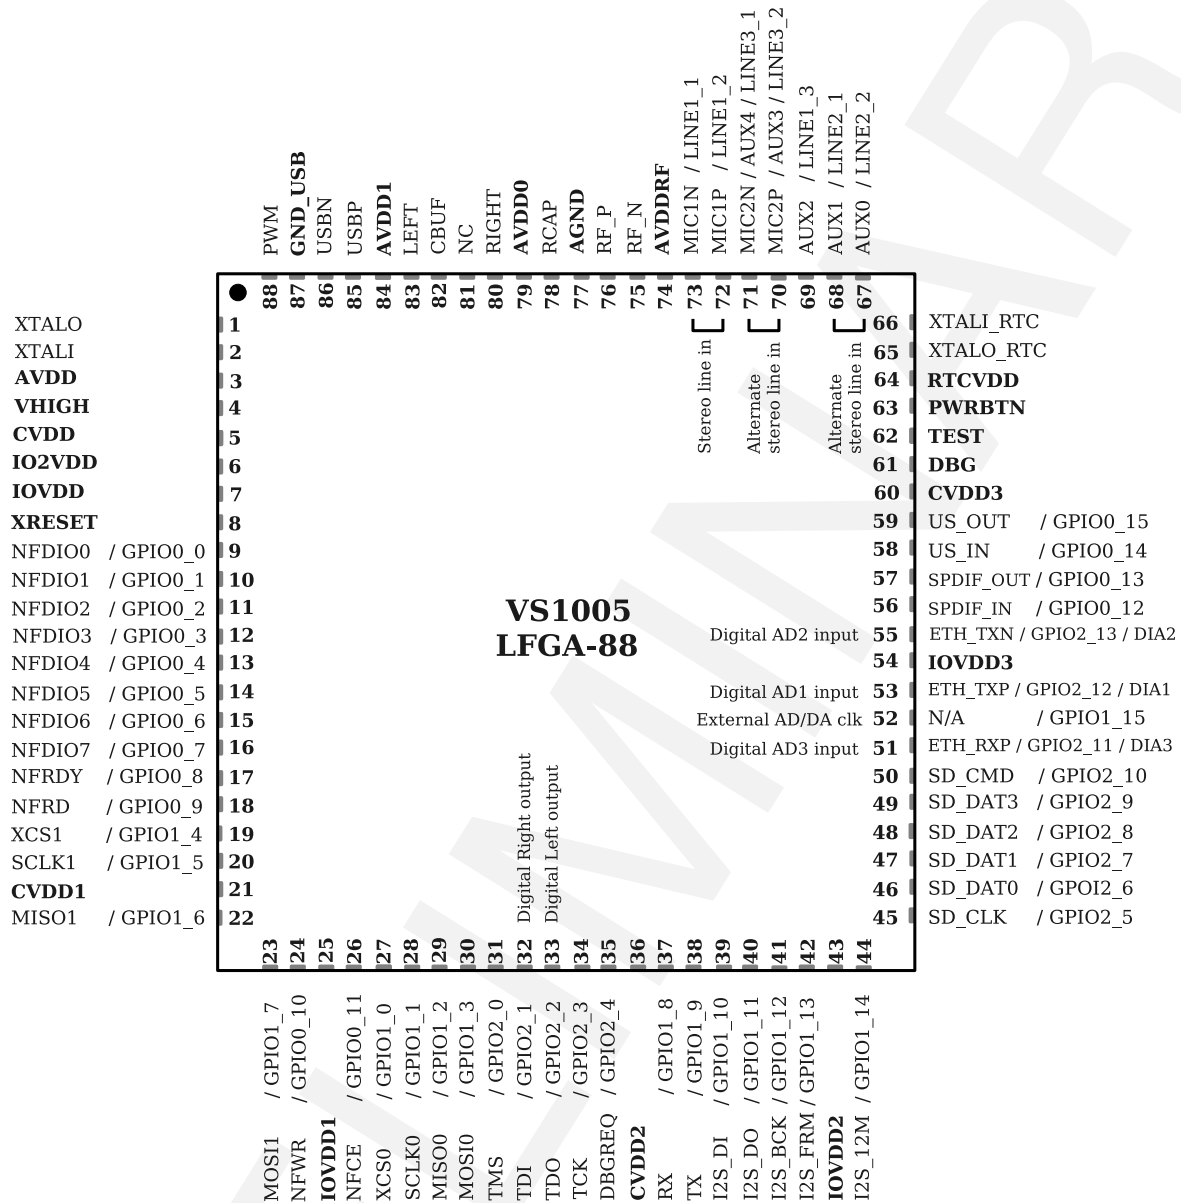 PWM
GND_USB
USBN
USBP
AVDD1
LEFT
CBUF
NC
RIGHT
AVDD0
RCAP
AGND
RF_P
RF_N
AVDDRF
MIC1N / LINE1_1
MIC1P / LINE1_2
MIC2N / AUX4 / LINE3_1
MIC2P / AUX3 / LINE3_2
AUX2 / LINE1_3
AUX1 / LINE2_1
AUX0 / LINE2_2
88
87
86
85
84
83
82
81
80
79
78
77
76
75
74
73
72
71
70
69
68
67
XTALO 1
XTALI 2
AVDD 3
VHIGH 4
CVDD 5
IO2VDD 6
IOVDD 7
XRESET 8
NFDIO0 / GPIO0_0 9
NFDIO1 / GPIO0_1 10
NFDIO2 / GPIO0_2 11
NFDIO3 / GPIO0_3 12
NFDIO4 / GPIO0_4 13
NFDIO5 / GPIO0_5 14
NFDIO6 / GPIO0_6 15
NFDIO7 / GPIO0_7 16
NFRDY / GPIO0_8 17
NFRD / GPIO0_9 18
XCS1 / GPIO1_4 19
SCLK1 / GPIO1_5 20
CVDD1 21
MISO1 / GPIO1_6 22
Stereo line in
Alternate
stereo line in
Alternate
stereo line in
VS1005
LFGA-88
66 XTALI_RTC
65 XTALO_RTC
64 RTCVDD
63 PWRBTN
62 TEST
61 DBG
60 CVDD3
59 US_OUT / GPIO0_15
58 US_IN / GPIO0_14
57 SPDIF_OUT / GPIO0_13
56 SPDIF_IN / GPIO0_12
Digital AD2 input 55 ETH_TXN / GPIO2_13 / DIA2
54 IOVDD3
Digital AD1 input 53 ETH_TXP / GPIO2_12 / DIA1
External AD/DA clk 52 N/A / GPIO1_15
Digital AD3 input 51 ETH_RXP / GPIO2_11 / DIA3
50 SD_CMD / GPIO2_10
49 SD_DAT3 / GPIO2_9
48 SD_DAT2 / GPIO2_8
47 SD_DAT1 / GPIO2_7
46 SD_DAT0 / GPOI2_6
45 SD_CLK / GPIO2_5
Digital Right output
Digital Left output
23
24
25
26
27
28
29
30
31
32
33
34
35
36
37
38
39
40
41
42
43
44
MOSI1 / GPIO1_7
NFWR / GPIO0_10
IOVDD1
NFCE / GPIO0_11
XCS0 / GPIO1_0
SCLK0 / GPIO1_1
MISO0 / GPIO1_2
MOSI0 / GPIO1_3
TMS / GPIO2_0
TDI / GPIO2_1
TDO / GPIO2_2
TCK / GPIO2_3
DBGREQ / GPIO2_4
CVDD2
RX / GPIO1_8
TX / GPIO1_9
I2S_DI / GPIO1_10
I2S_DO / GPIO1_11
I2S_BCK / GPIO1_12
I2S_FRM / GPIO1_13
IOVDD2
I2S_12M / GPIO1_14